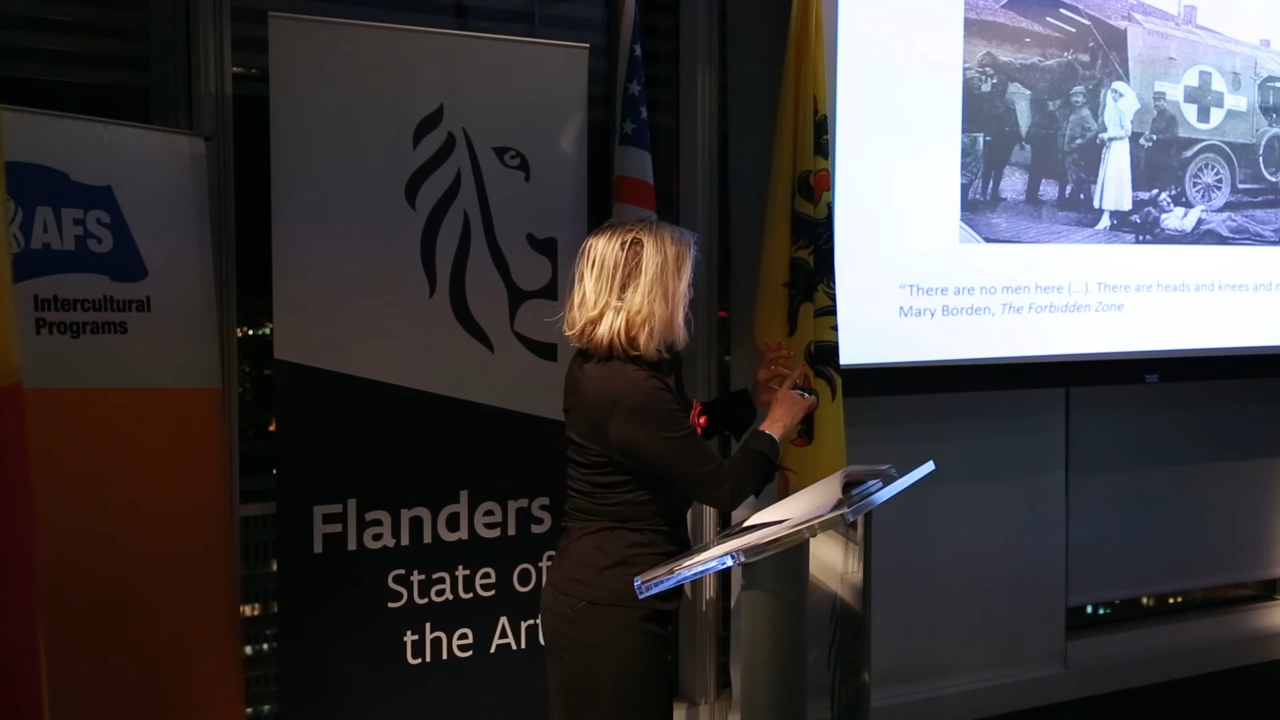 AFS
Intercultural
Programs
Flanders
State of
the Art
“There are no men here (...). There are heads and knees and
Mary Borden, The Forbidden Zone